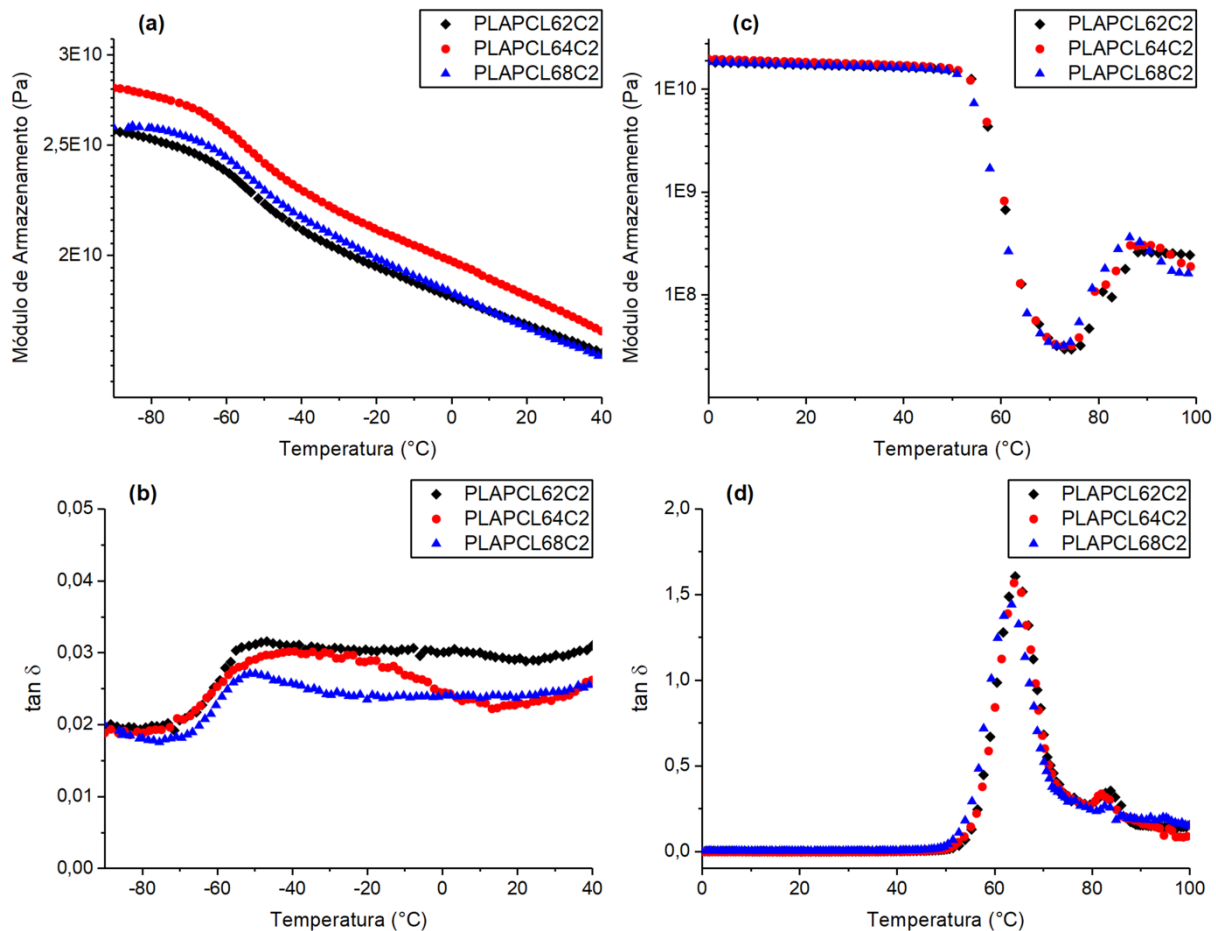 (a)
PLAPCL62C2
PLAPCL64C2
PLAPCL68C2
3E10
2,5E10
2E10
Módulo de Armazenamento (Pa)
-80 -60 -40 -20 0 20 40
Temperatura (°C)
(c)
PLAPCL62C2
PLAPCL64C2
PLAPCL68C2
1E10
1E9
1E8
Módulo de Armazenamento (Pa)
0 20 40 60 80 100
Temperatura (°C)
(b)
PLAPCL62C2
PLAPCL64C2
PLAPCL68C2
0,05
0,04
0,03
0,02
0,01
0,00
tan δ
-80 -60 -40 -20 0 20 40
Temperatura (°C)
(d)
PLAPCL62C2
PLAPCL64C2
PLAPCL68C2
2,0
1,5
1,0
0,5
0,0
tan δ
0 20 40 60 80 100
Temperatura (°C)